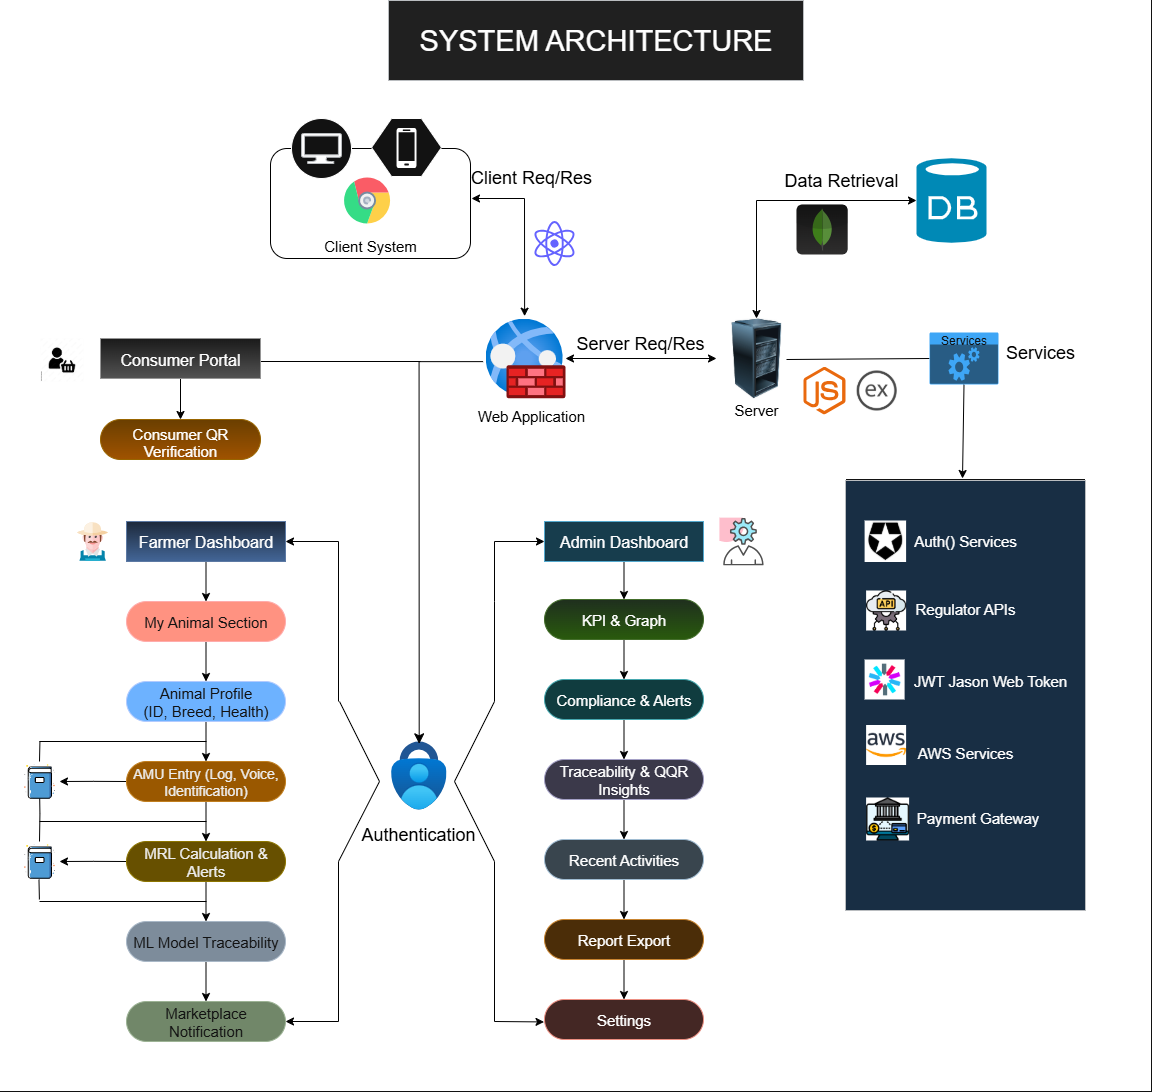 SYSTEM ARCHITECTURE
Client Req/Res
Client System
Data Retrieval
DB
Consumer Portal
Server Req/Res
Web Application
Server
JS
ex
Services
Services
Consumer QR
Verification
Farmer Dashboard
My Animal Section
Animal Profile
(ID, Breed, Health)
AMU Entry (Log, Voice,
Identification)
MRL Calculation &
Alerts
ML Model Traceability
Marketplace
Notification
Authentication
Admin Dashboard
KPI & Graph
Compliance & Alerts
Traceability & QQR
Insights
Recent Activities
Report Export
Settings
Auth() Services
API
Regulator APIs
JWT Jason Web Token
aws
AWS Services
Payment Gateway